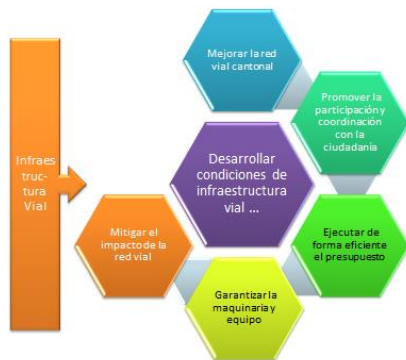 Infraes
truc-
tura
Vial
Mejorar la red
vial cantonal
Promover la
participación y
coordinación
con la
ciudadanía
Desarrollar
condiciones de
infraestructura
vial ...
Mitigar el
impacto de la
red vial
Ejecutar de
forma eficiente
el presupuesto
Garantizar la
maquinaria y
equipo